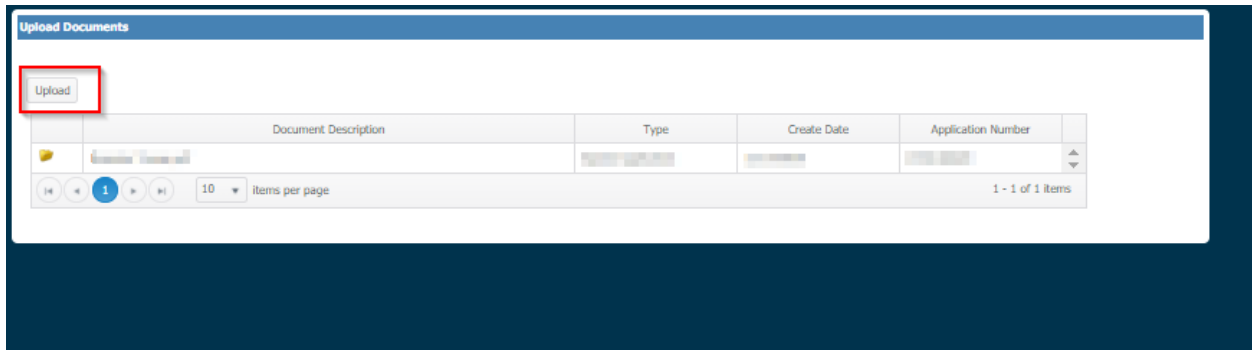 Upload Documents
Upload
Document Description Type Create Date Application Number
1 10 items per page 1 - 1 of 1 items